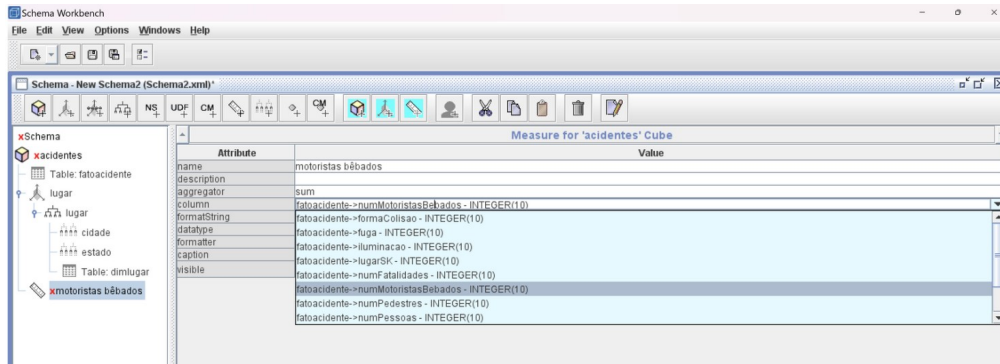 Schema Workbench
File Edit View Options Windows Help
Schema - New Schema2 (Schema2.xml)*
NS UDF CM CM
Measure for 'acidentes' Cube
xSchema
xacidentes
Table: fatoacidente
lugar
lugar
cidade
estado
Table: dimlugar
xmotoristas bêbados
Attribute Value
name motoristas bêbados
description
aggregator sum
column fatoacidente->numMotoristasBebados - INTEGER(10)
formatString
datatype
formatter
caption
visible
fatoacidente->formaColisao - INTEGER(10)
fatoacidente->fuga - INTEGER(10)
fatoacidente->iluminacao - INTEGER(10)
fatoacidente->lugarSK - INTEGER(10)
fatoacidente->numFatalidades - INTEGER(10)
fatoacidente->numMotoristasBebados - INTEGER(10)
fatoacidente->numPedestres - INTEGER(10)
fatoacidente->numPessoas - INTEGER(10)